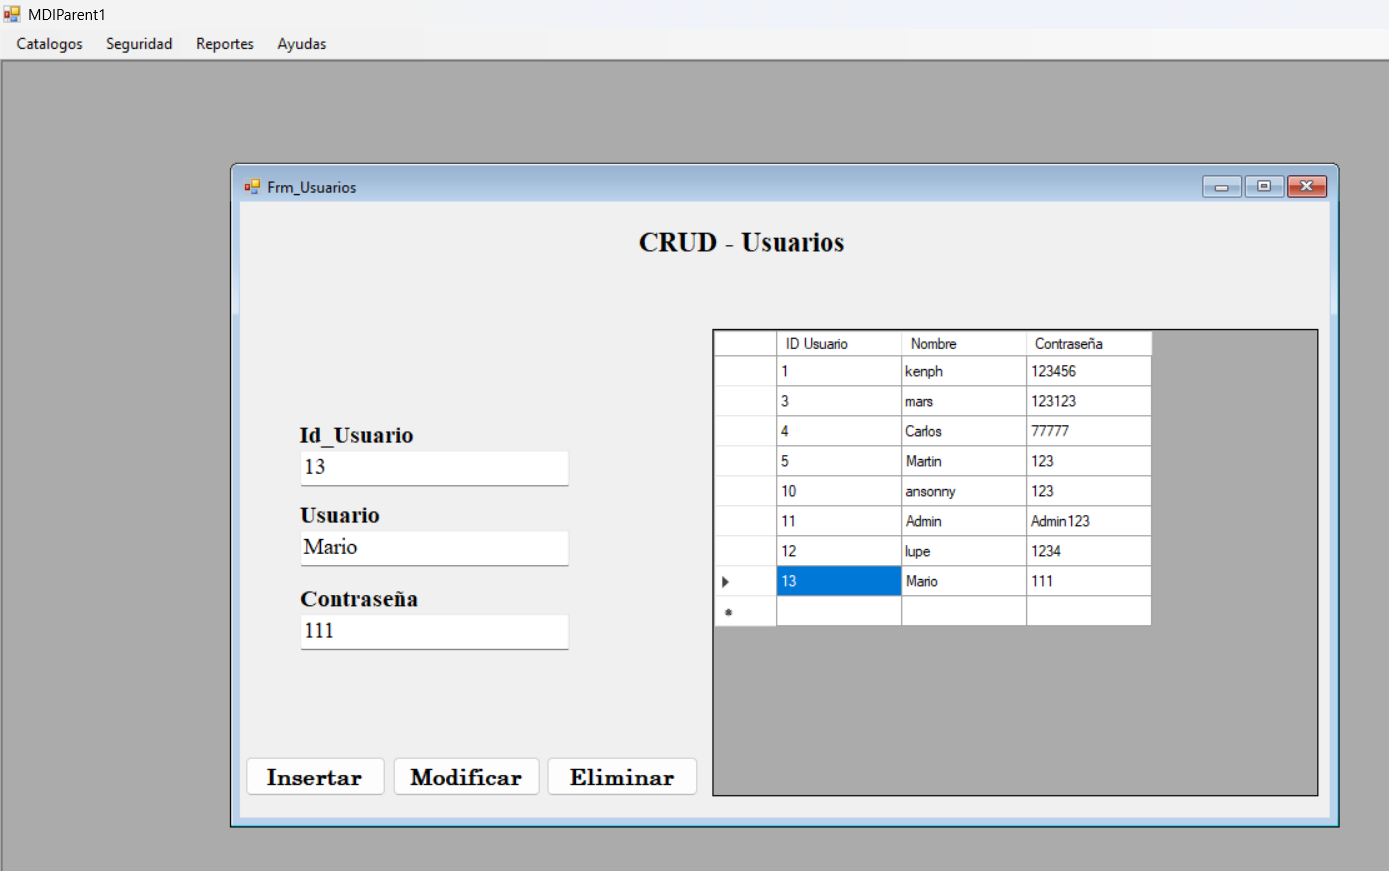 MDIParent1
Catalogos Seguridad Reportes Ayudas
Frm_Usuarios
CRUD - Usuarios
Id_Usuario
13
Usuario
Mario
Contraseña
111
Insertar Modificar Eliminar
ID Usuario Nombre Contraseña
1 kenph 123456
3 mars 123123
4 Carlos 77777
5 Martin 123
10 ansonny 123
11 Admin Admin123
12 lupe 1234
13 Mario 111